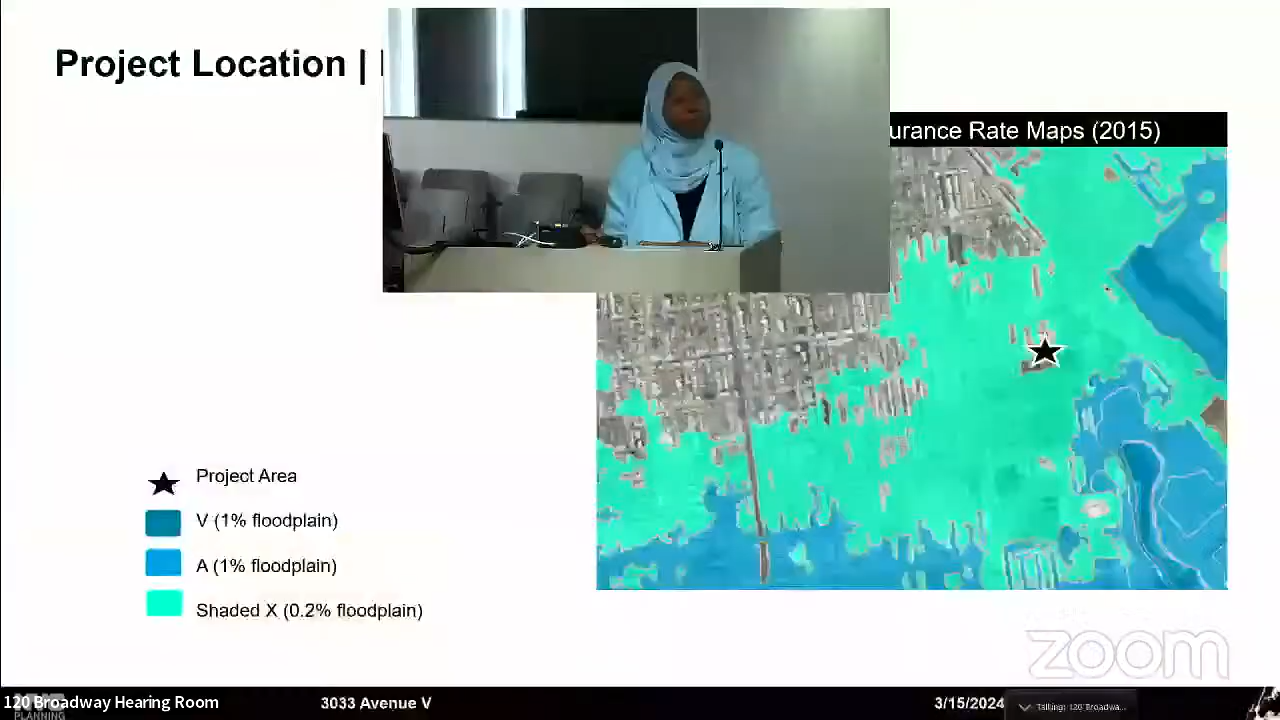 Project Location |
urance Rate Maps (2015)
Project Area
V (1% floodplain)
A (1% floodplain)
Shaded X (0.2% floodplain)
zoom
120 Broadway Hearing Room
3033 Avenue V
3/15/2024
Talking: 120 Broadwa...
PLANNING